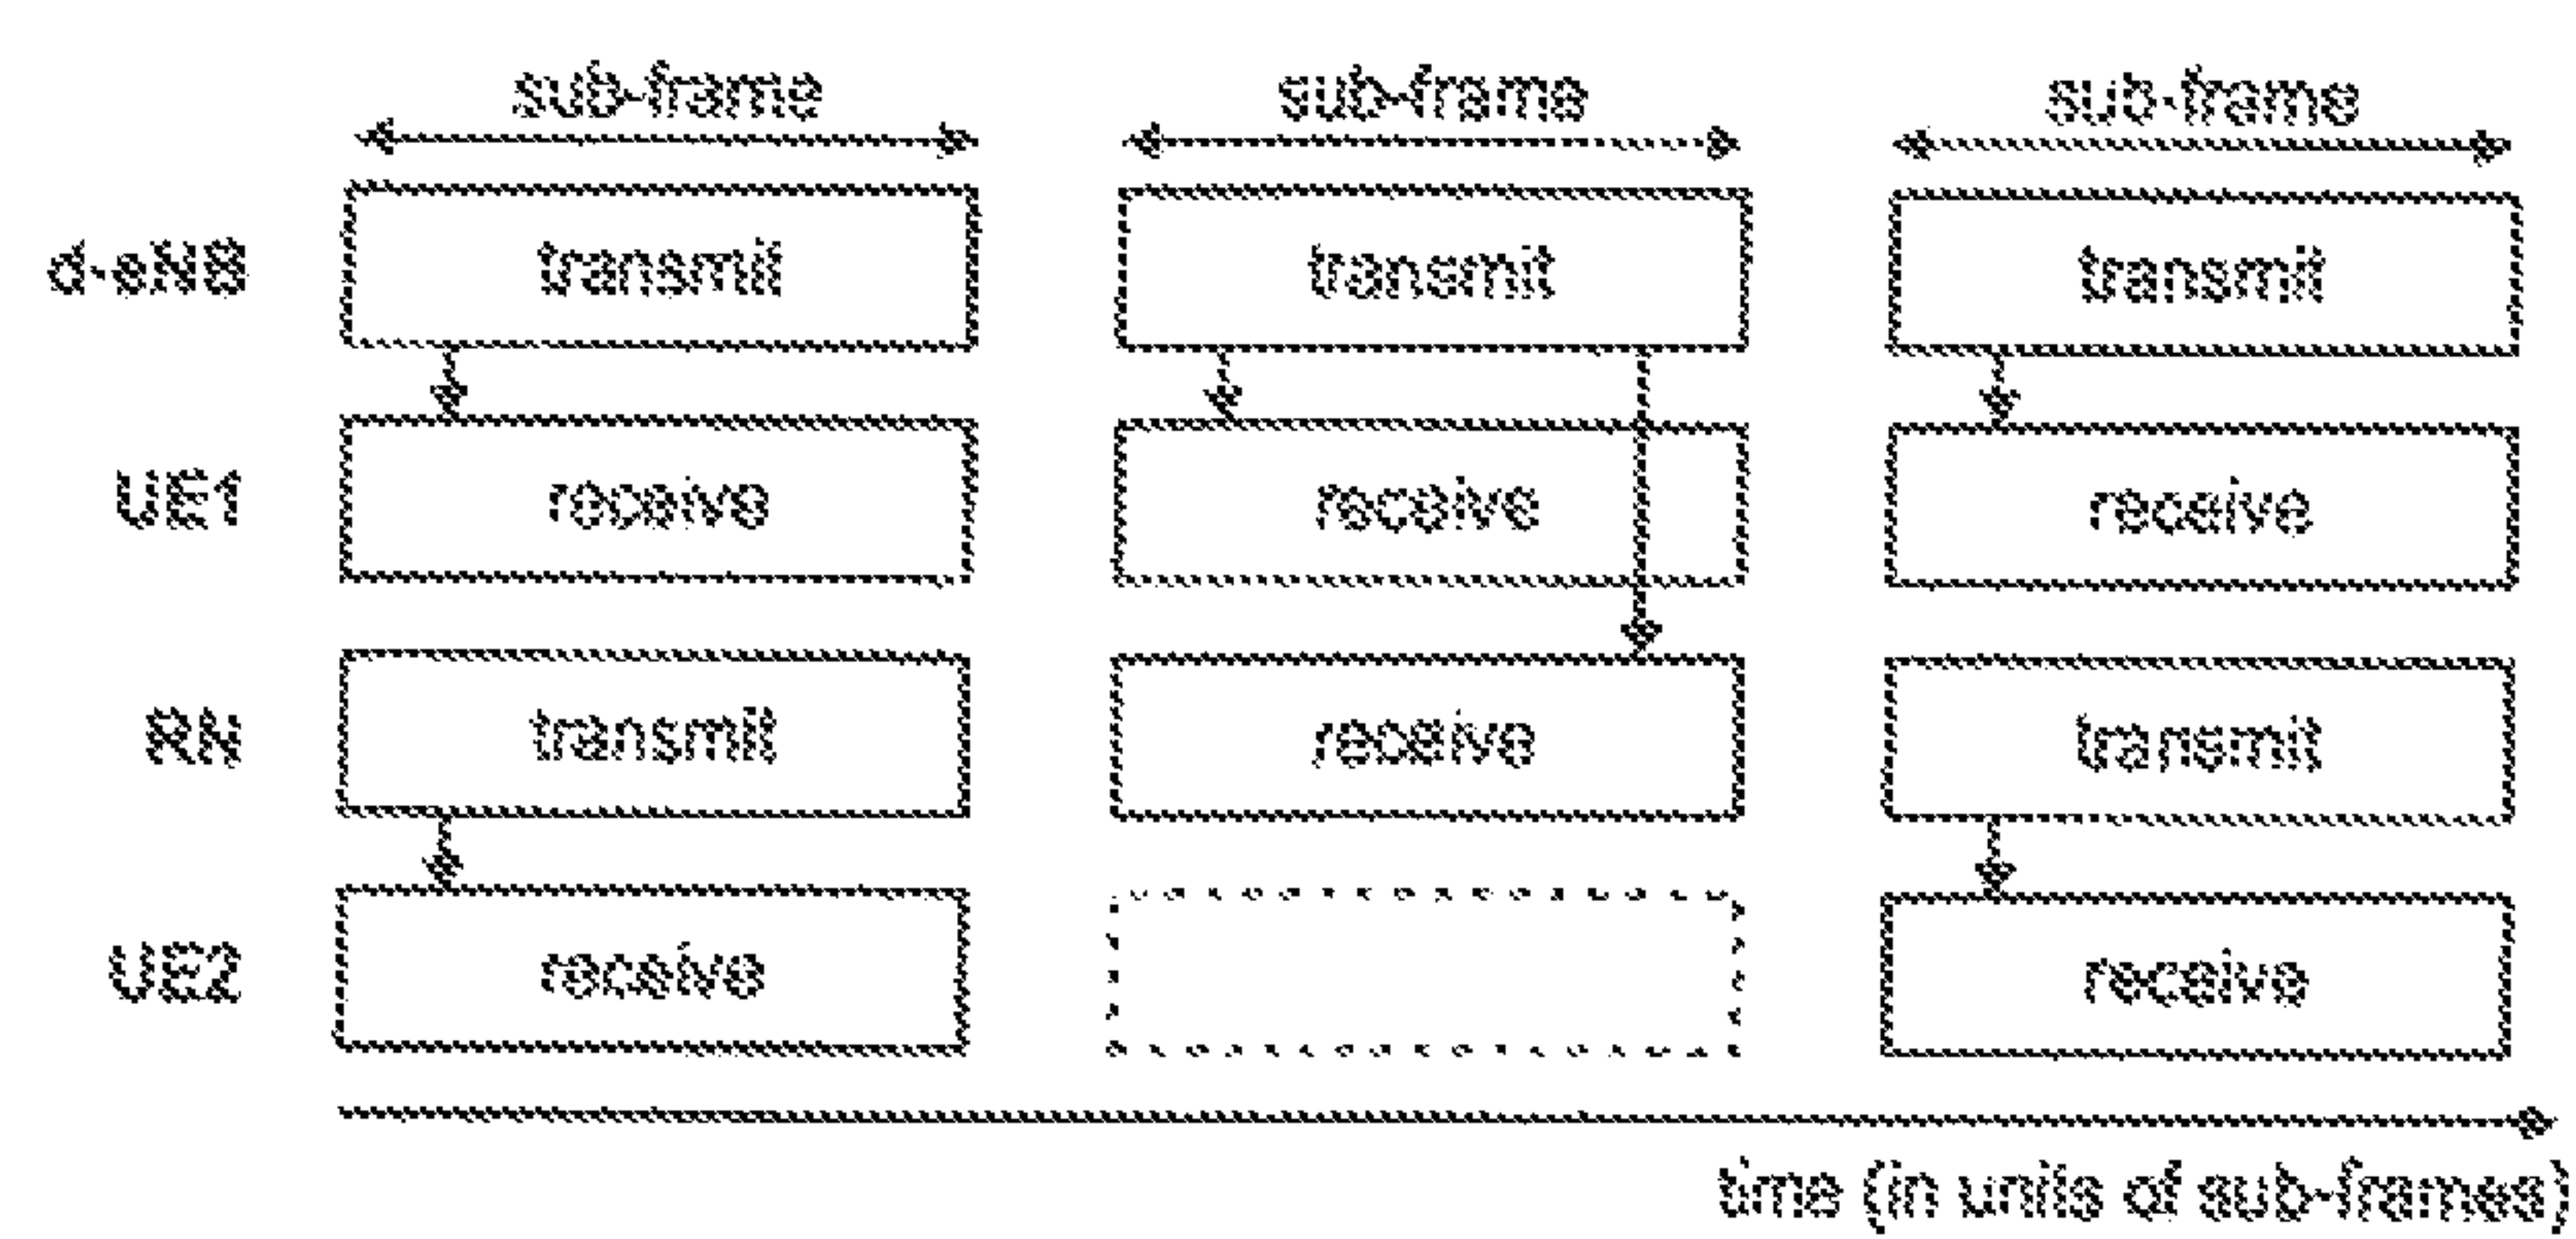 sub-frame sub-frame sub-frame
d-eNB transmit transmit transmit
UE1 receive receive receive
RN transmit receive transmit
UE2 receive receive
time (in units of sub-frames)